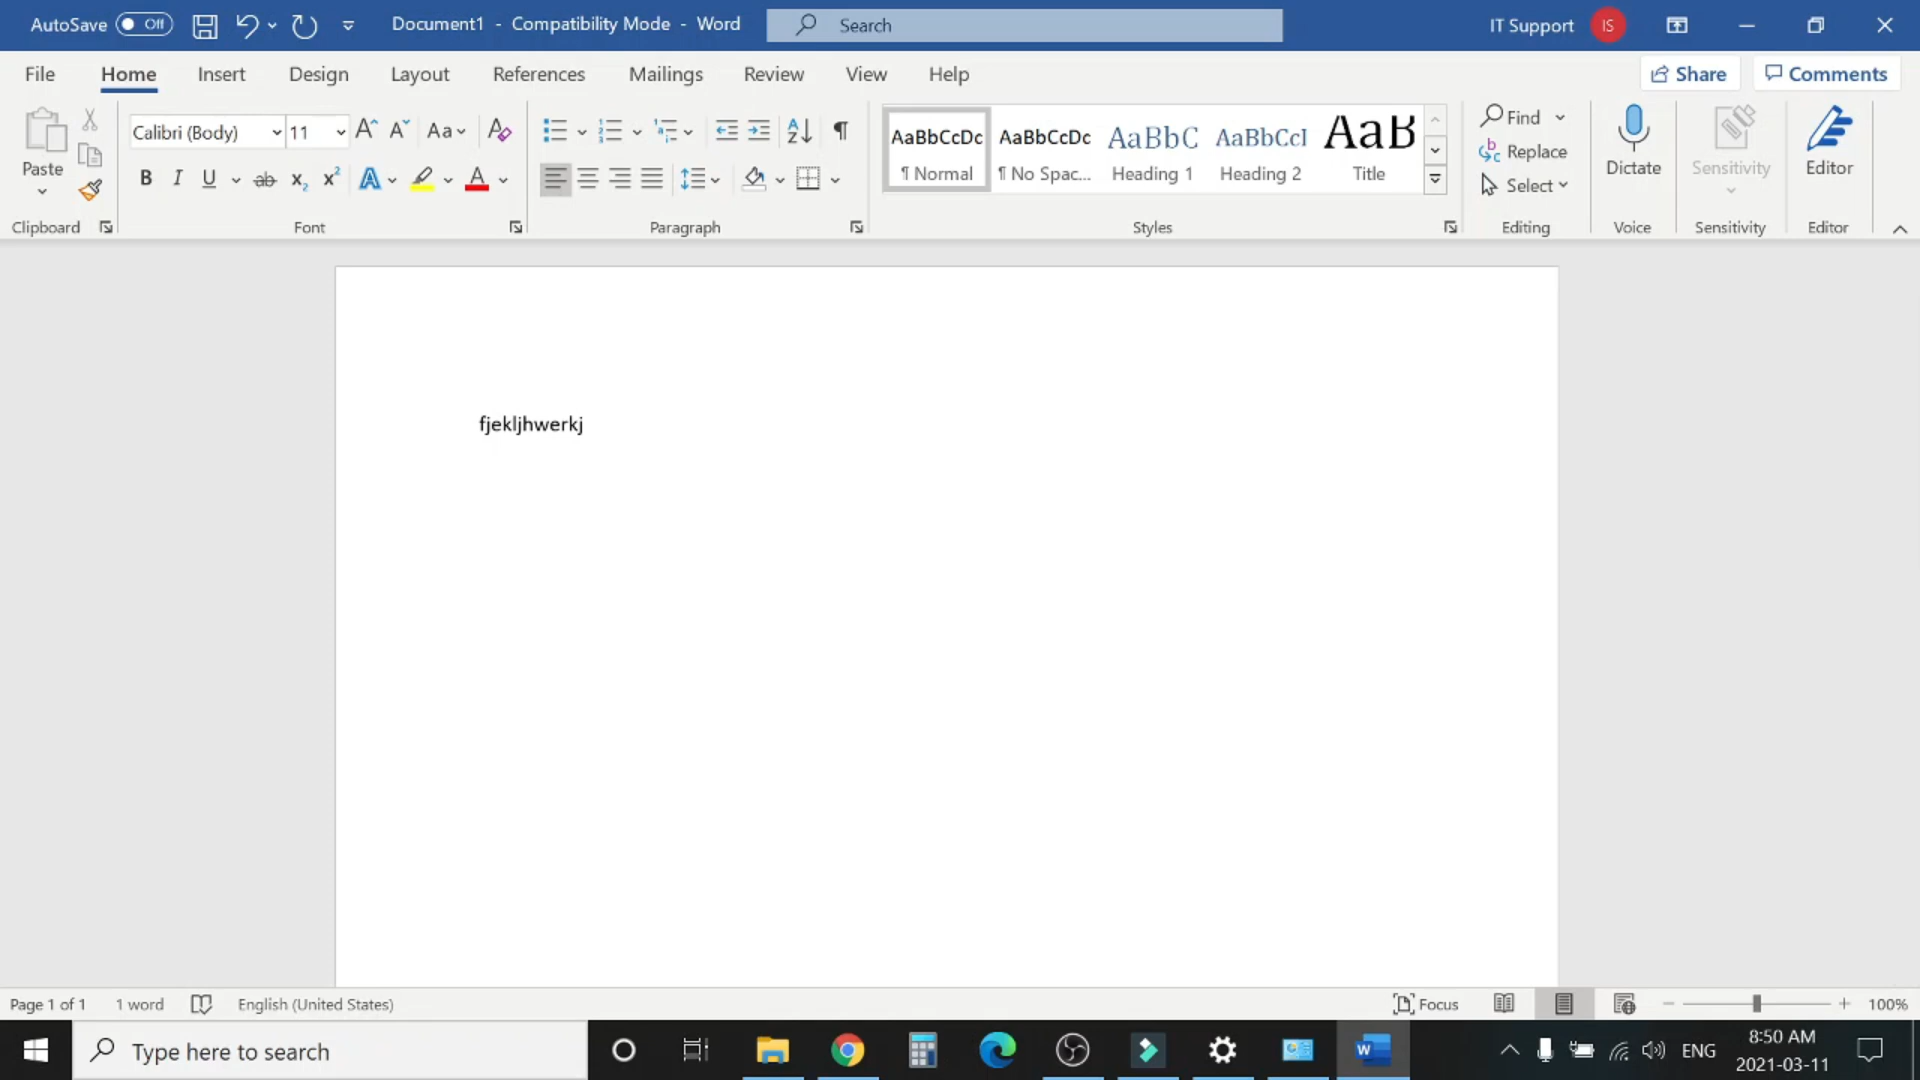 AutoSave Off Document1 - Compatibility Mode - Word Search IT Support IS
File Home Insert Design Layout References Mailings Review View Help Share Comments
Paste Calibri (Body) 11 Aa AaBbCcDc ¶ Normal AaBbCcDc ¶ No Spac... AaBbC Heading 1 AaBbCcI Heading 2 AaB Title Find Replace Select Dictate Sensitivity Editor
Clipboard Font Paragraph Styles Editing Voice Sensitivity Editor
fjekljhwerkj
Page 1 of 1 1 word English (United States) Focus 100%
Type here to search ENG 8:50 AM
2021-03-11